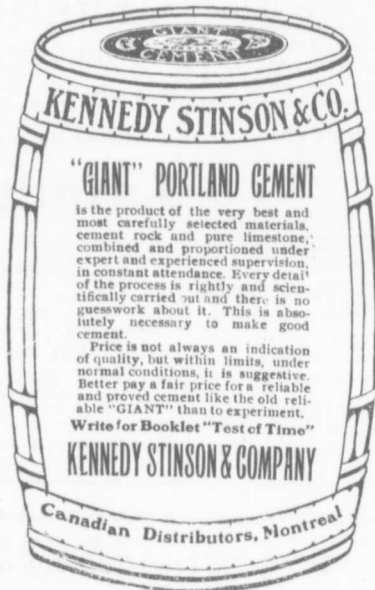 GIANT
CEMENT
KENNEDY STINSON & CO.
"GIANT" PORTLAND CEMENT
is the product of the very best and
most carefully selected materials,
cement rock and pure limestone,
combined and proportioned under
expert and experienced supervision,
in constant attendance. Every detai
of the process is rightly and scien-
tifically carried out and there is no
guesswork about it. This is abso-
lutely necessary to make good
cement.
Price is not always an indication
of quality, but within limits, under
normal conditions, it is suggestive.
Better pay a fair price for a reliable
and proved cement like the old reli-
able "GIANT" than to experiment.
Write for Booklet "Test of Time"
KENNEDY STINSON & COMPANY
Canadian Distributors, Montreal